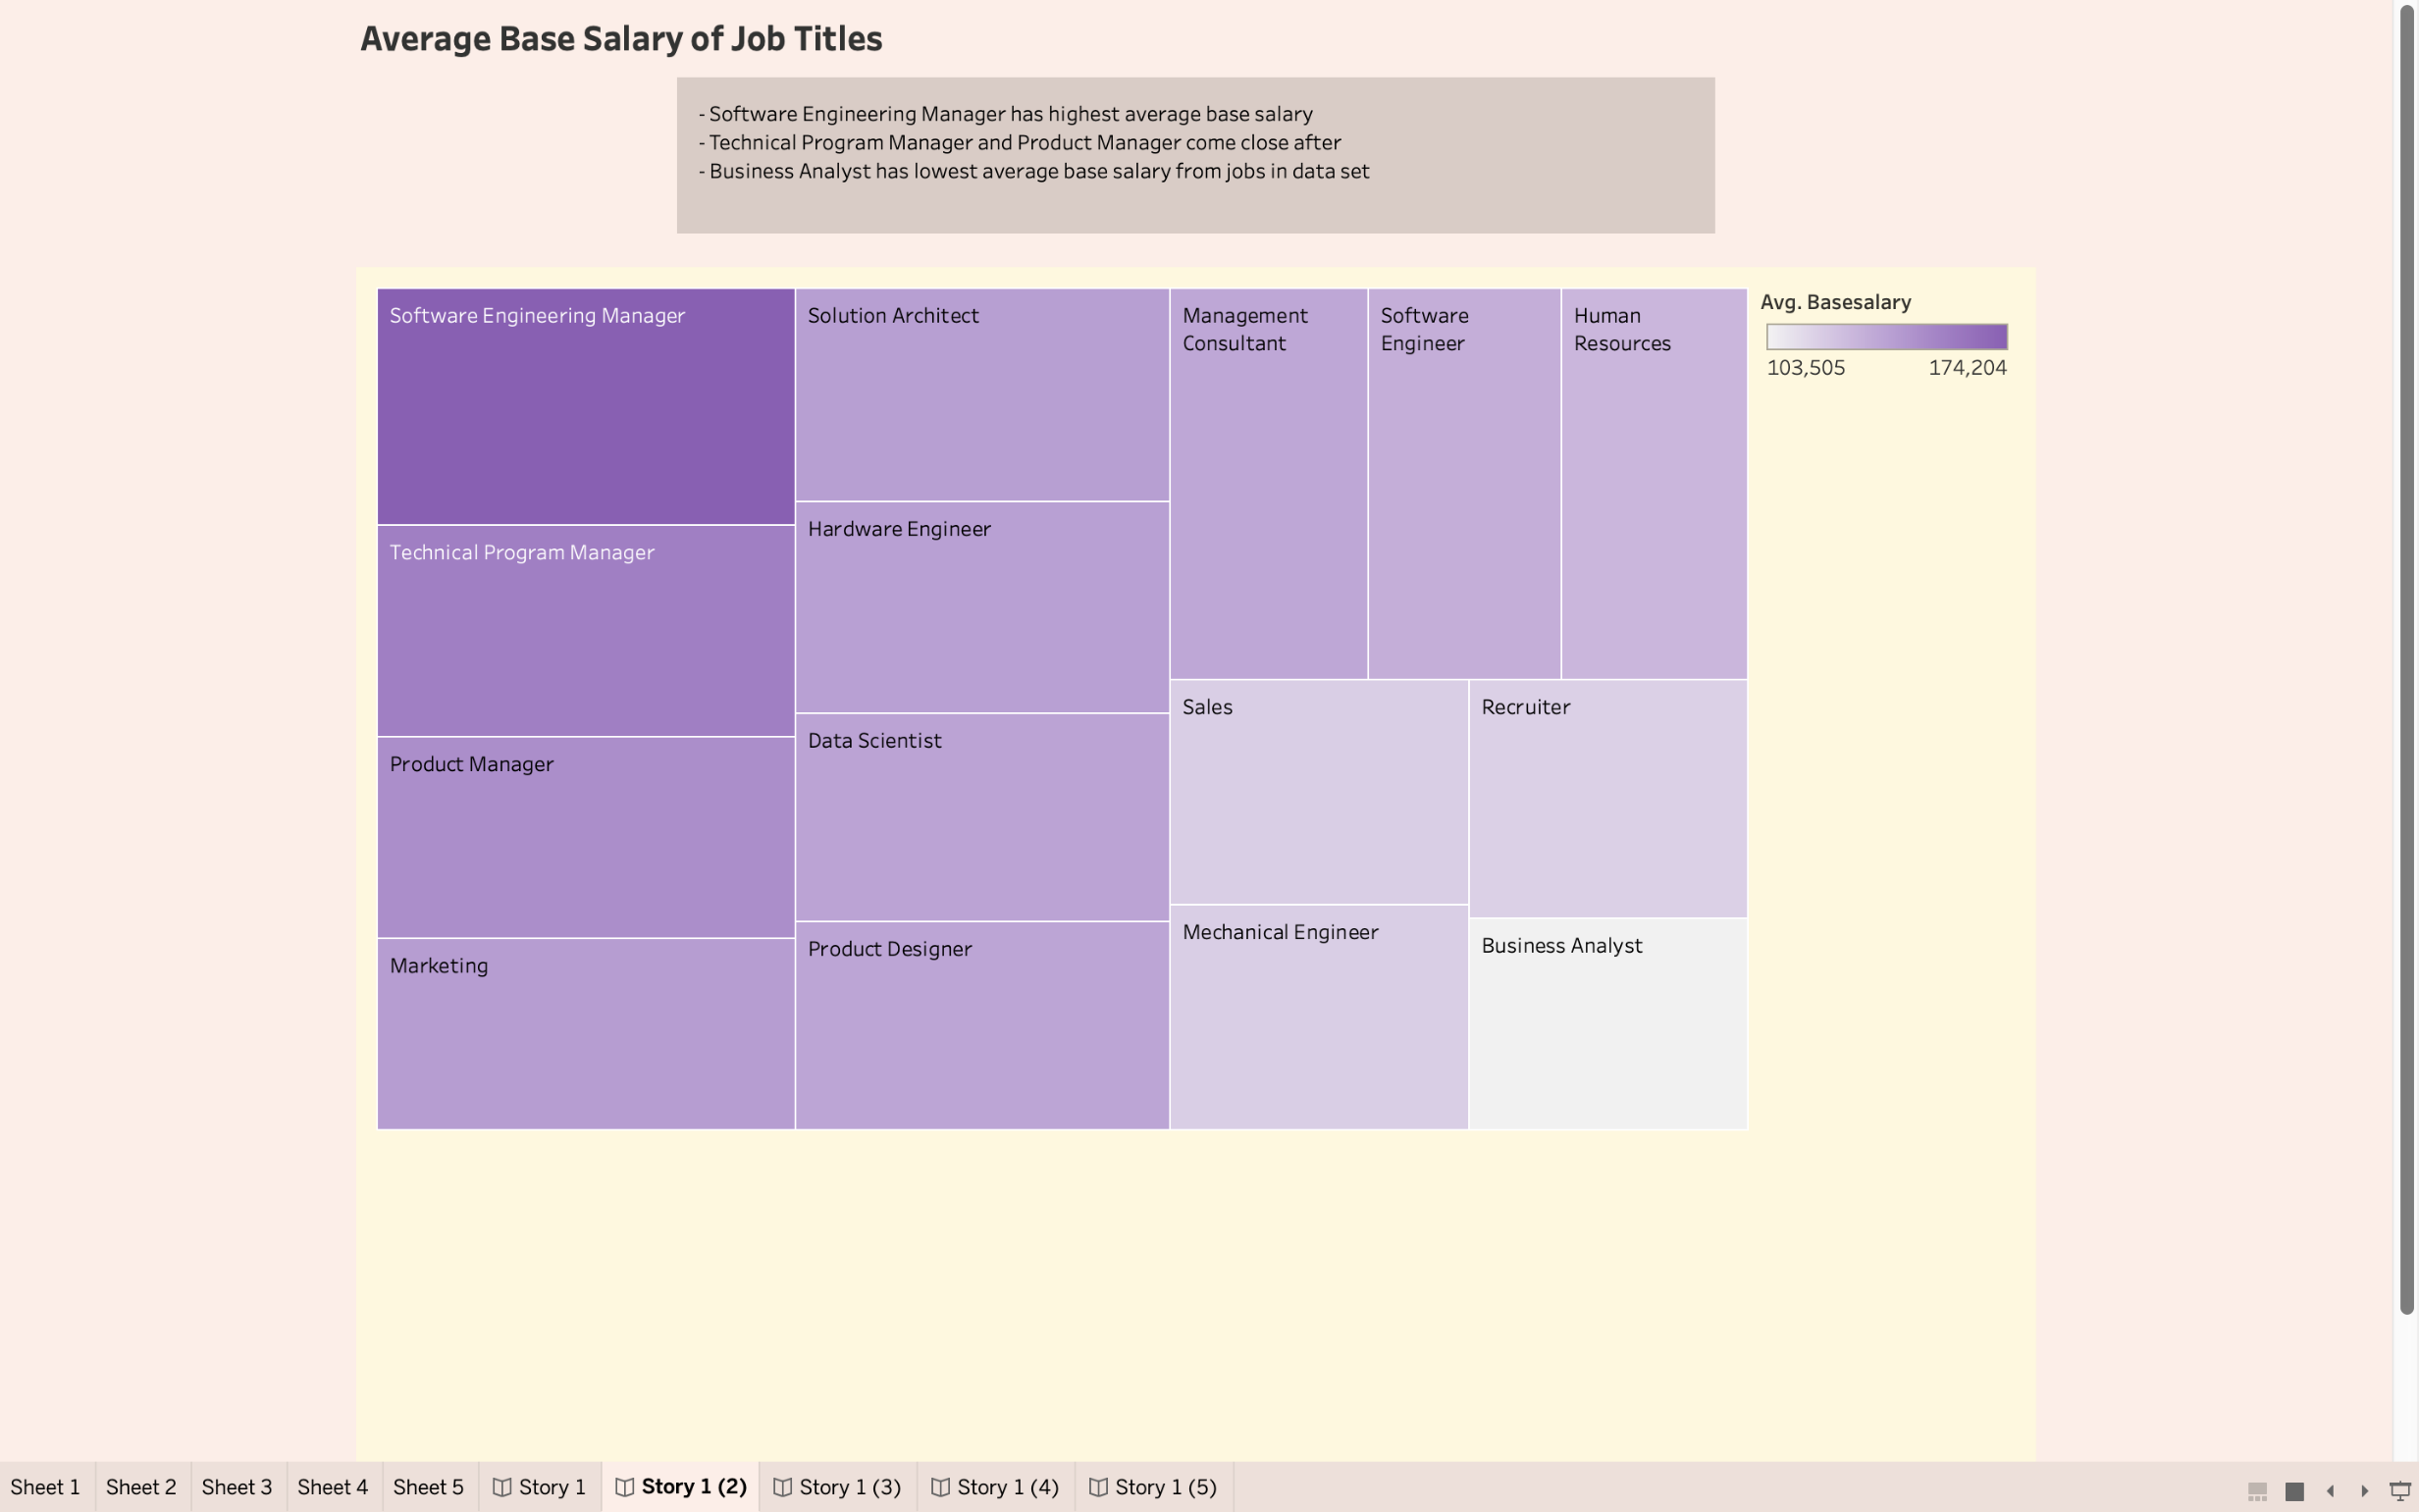 Average Base Salary of Job Titles
- Software Engineering Manager has highest average base salary
- Technical Program Manager and Product Manager come close after
- Business Analyst has lowest average base salary from jobs in data set
Software Engineering Manager
Technical Program Manager
Product Manager
Marketing
Solution Architect
Hardware Engineer
Data Scientist
Product Designer
Management
Consultant
Software
Engineer
Human
Resources
Sales
Recruiter
Mechanical Engineer
Business Analyst
Avg. Basesalary
103,505 174,204
Sheet 1 Sheet 2 Sheet 3 Sheet 4 Sheet 5 Story 1 Story 1 (2) Story 1 (3) Story 1 (4) Story 1 (5)